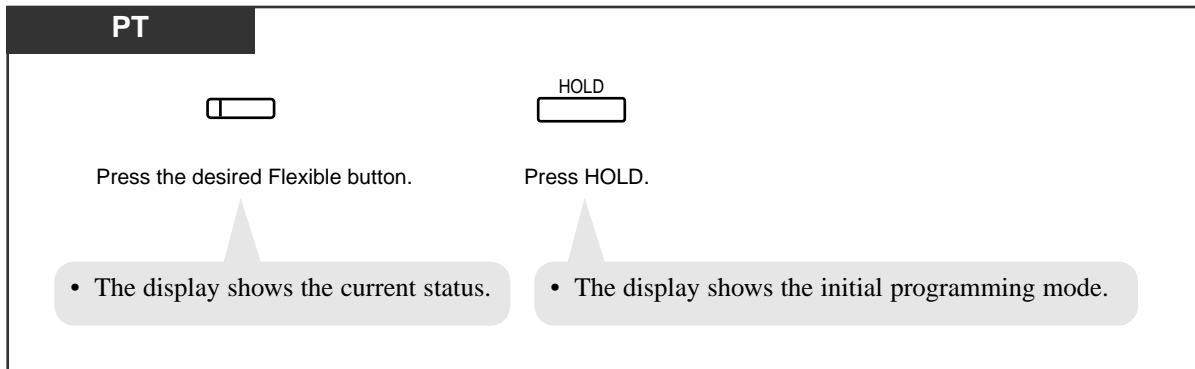 PT
HOLD
Press the desired Flexible button.
Press HOLD.
• The display shows the current status.
• The display shows the initial programming mode.